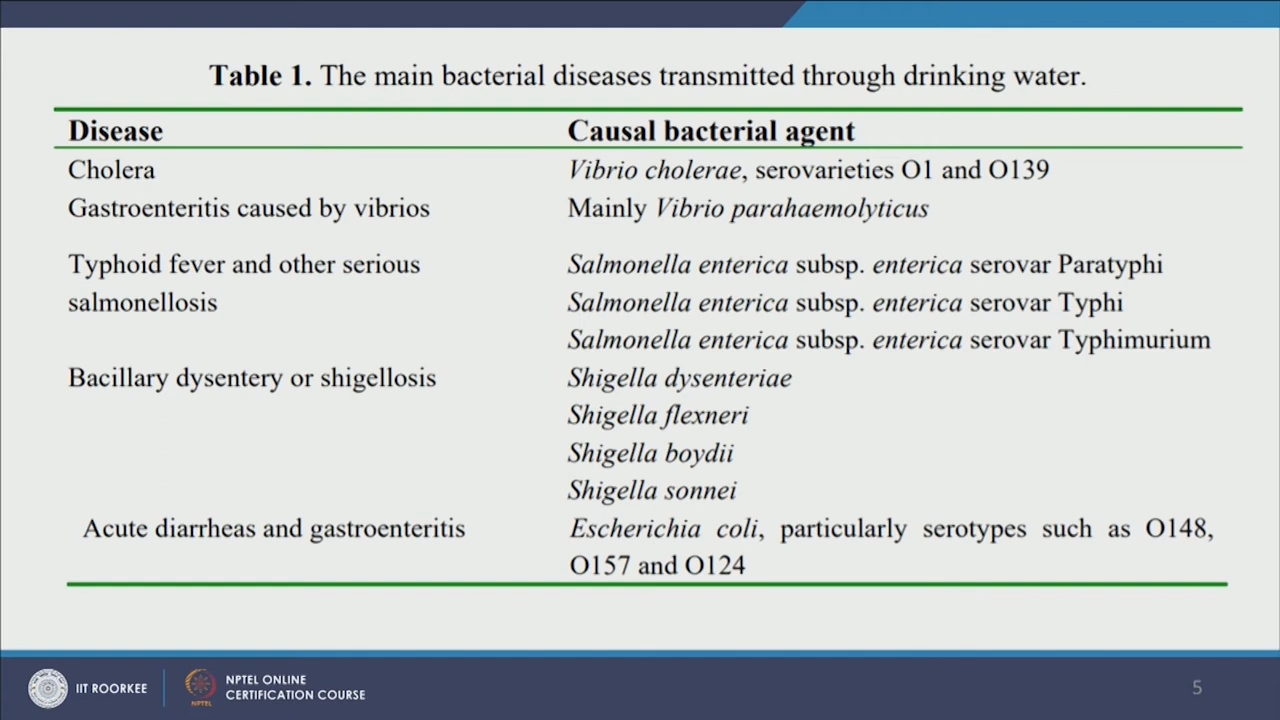 Table 1. The main bacterial diseases transmitted through drinking water.
Disease Causal bacterial agent
Cholera Vibrio cholerae, serovarieties O1 and O139
Gastroenteritis caused by vibrios Mainly Vibrio parahaemolyticus
Typhoid fever and other serious Salmonella enterica subsp. enterica serovar Paratyphi
salmonellosis Salmonella enterica subsp. enterica serovar Typhi
Salmonella enterica subsp. enterica serovar Typhimurium
Bacillary dysentery or shigellosis Shigella dysenteriae
Shigella flexneri
Shigella boydii
Shigella sonnei
Acute diarrheas and gastroenteritis Escherichia coli, particularly serotypes such as O148,
O157 and O124
IIT ROORKEE
NPTEL
NPTEL ONLINE
CERTIFICATION COURSE
5